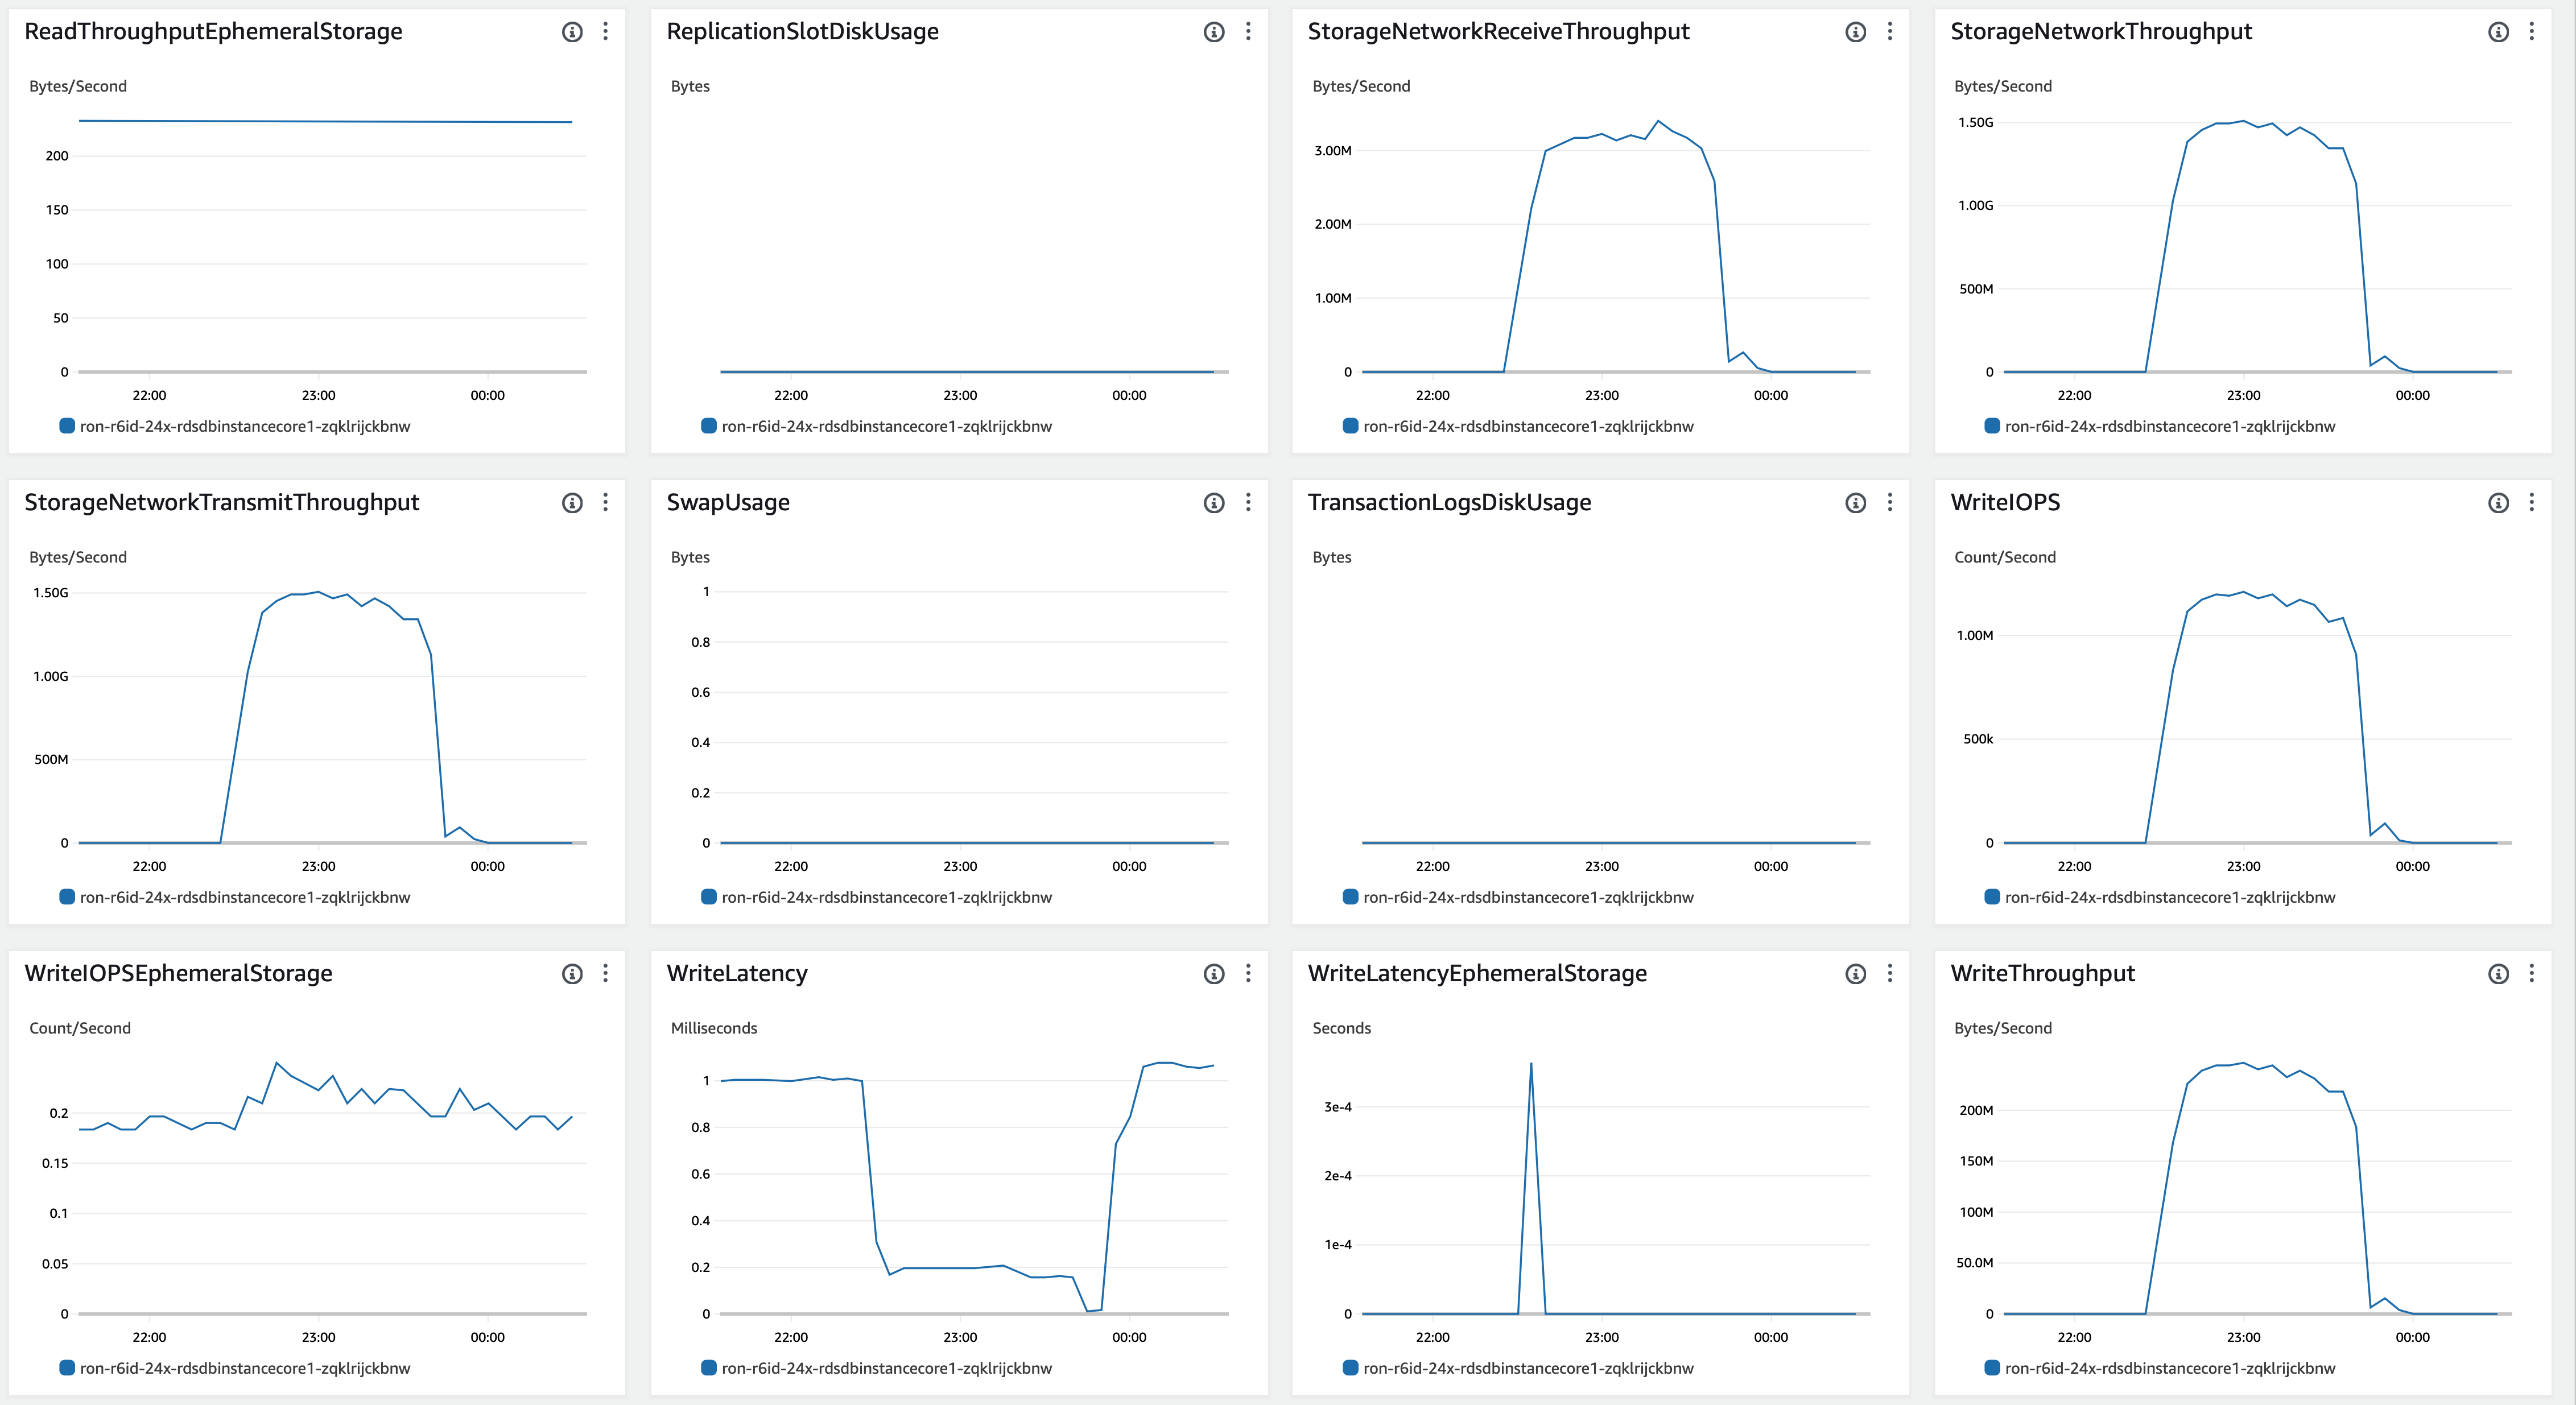 ReadThroughputEphemeralStorage
Bytes/Second
200
150
100
50
0
22:00 23:00 00:00
ron-r6id-24x-rdsdbinstancecore1-zqklrijckbnw
ReplicationSlotDiskUsage
Bytes
22:00 23:00 00:00
ron-r6id-24x-rdsdbinstancecore1-zqklrijckbnw
StorageNetworkReceiveThroughput
Bytes/Second
3.00M
2.00M
1.00M
0
22:00 23:00 00:00
ron-r6id-24x-rdsdbinstancecore1-zqklrijckbnw
StorageNetworkThroughput
Bytes/Second
1.50G
1.00G
500M
0
22:00 23:00 00:00
ron-r6id-24x-rdsdbinstancecore1-zqklrijckbnw
StorageNetworkTransmitThroughput
Bytes/Second
1.50G
1.00G
500M
0
22:00 23:00 00:00
ron-r6id-24x-rdsdbinstancecore1-zqklrijckbnw
SwapUsage
Bytes
1
0.8
0.6
0.4
0.2
0
22:00 23:00 00:00
ron-r6id-24x-rdsdbinstancecore1-zqklrijckbnw
TransactionLogsDiskUsage
Bytes
22:00 23:00 00:00
ron-r6id-24x-rdsdbinstancecore1-zqklrijckbnw
WriteIOPS
Count/Second
1.00M
500k
0
22:00 23:00 00:00
ron-r6id-24x-rdsdbinstancecore1-zqklrijckbnw
WriteIOPSEphemeralStorage
Count/Second
0.2
0.15
0.1
0.05
0
22:00 23:00 00:00
ron-r6id-24x-rdsdbinstancecore1-zqklrijckbnw
WriteLatency
Milliseconds
1
0.8
0.6
0.4
0.2
0
22:00 23:00 00:00
ron-r6id-24x-rdsdbinstancecore1-zqklrijckbnw
WriteLatencyEphemeralStorage
Seconds
3e-4
2e-4
1e-4
0
22:00 23:00 00:00
ron-r6id-24x-rdsdbinstancecore1-zqklrijckbnw
WriteThroughput
Bytes/Second
200M
150M
100M
50.0M
0
22:00 23:00 00:00
ron-r6id-24x-rdsdbinstancecore1-zqklrijckbnw